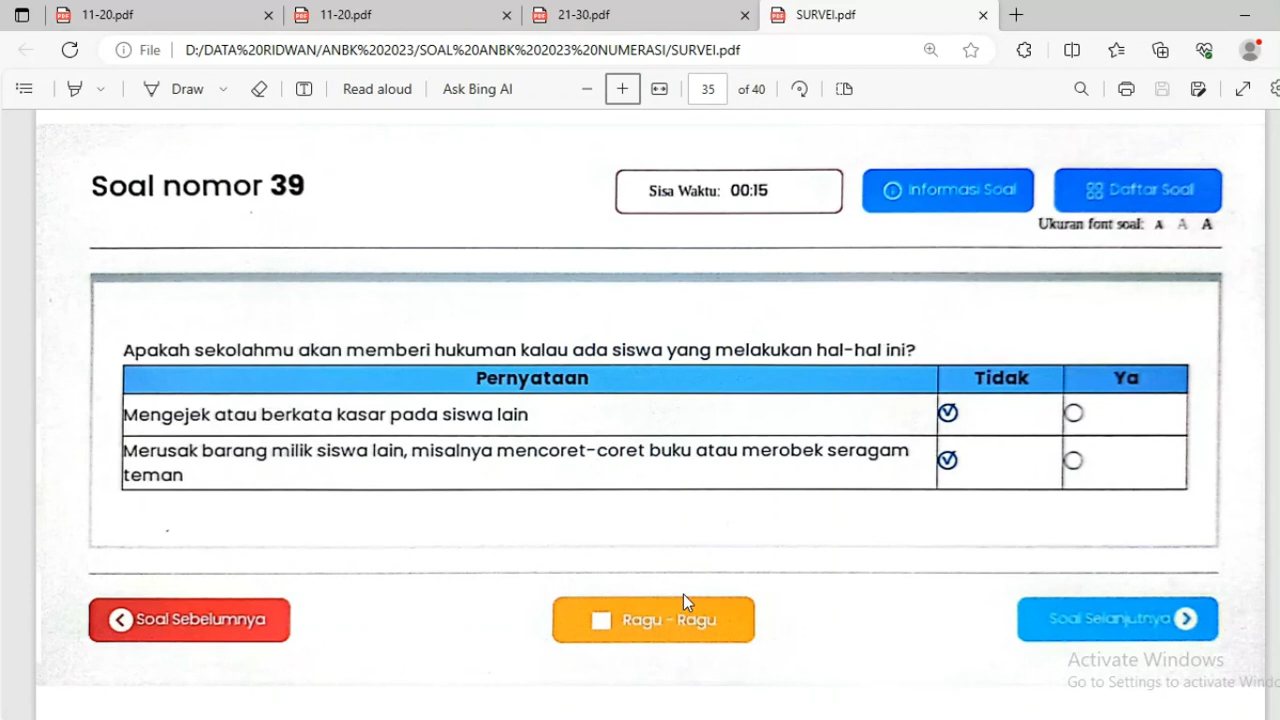 11-20.pdf
11-20.pdf
21-30.pdf
SURVEI.pdf
File
D:/DATA%20RIDWAN/ANBK%202023/SOAL%20ANBK%202023%20NUMERASI/SURVEI.pdf
Draw
Read aloud
Ask Bing AI
35
of 40
Soal nomor 39
Sisa Waktu: 00:15
Informasi Soal
Daftar Soal
Ukuran font soal: A A A
Apakah sekolahmu akan memberi hukuman kalau ada siswa yang melakukan hal-hal ini?
Pernyataan
Tidak
Ya
Mengejek atau berkata kasar pada siswa lain
Merusak barang milik siswa lain, misalnya mencoret-coret buku atau merobek seragam
teman
Soal Sebelumnya
Ragu - Ragu
Soal Selanjutnya
Activate Windows
Go to Settings to activate Windo